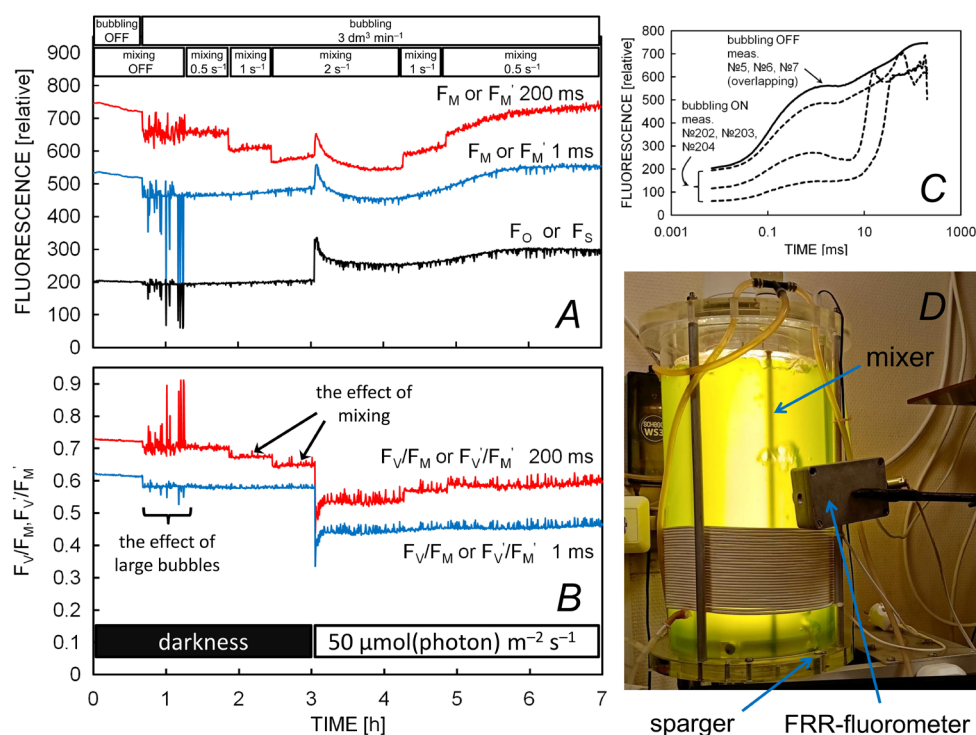 A
bubbling
OFF
bubbling
3 dm³ min⁻¹
mixing
OFF
mixing
0.5 s⁻¹
mixing
1 s⁻¹
mixing
2 s⁻¹
mixing
1 s⁻¹
mixing
0.5 s⁻¹
FLUORESCENCE [relative]
900
800
700
600
500
400
300
200
100
0
F_M or F_M' 200 ms
F_M or F_M' 1 ms
F_O or F_S
B
F_V/F_M, F_V'/F_M'
0.9
0.8
0.7
0.6
0.5
0.4
0.3
0.2
0.1
0
the effect of
mixing
F_V/F_M or F_V'/F_M' 200 ms
the effect of
large bubbles
F_V/F_M or F_V'/F_M' 1 ms
darkness
50 µmol(photon) m⁻² s⁻¹
0 1 2 3 4 5 6 7
TIME [h]
C
FLUORESCENCE
[relative]
800
700
600
500
400
300
200
100
0
bubbling OFF
meas.
№5, №6, №7
(overlapping)
bubbling ON
meas.
№202, №203,
№204
0.001 0.1 10 1000
TIME [ms]
D
mixer
WS3
sparger
FRR-fluorometer